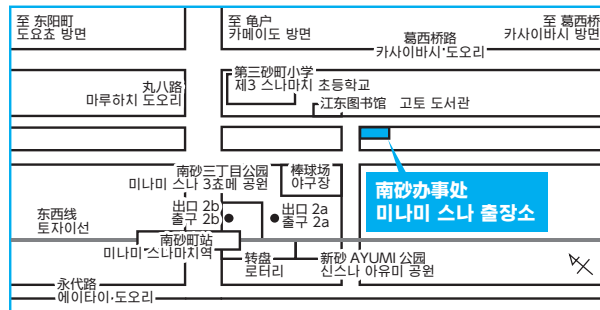 至 东阳町
도요쵸 방면
至 龟户
카메이도 방면
至 葛西桥
카사이바시 방면
葛西桥路
카사이바시·도오리
第三砂町小学
제3 스나마치 초등학교
丸八路
마루하치 도오리
江东图书馆 고토 도서관
南砂三丁目公园
미나미 스나 3쵸메 공원
棒球场
야구장
南砂办事处
미나미 스나 출장소
出口 2b
출구 2b
出口 2a
출구 2a
东西线
토자이선
南砂町站
미나미 스나마치역
转盘
로터리
新砂 AYUMI 公园
신스나 아유미 공원
永代路
에이타이·도오리